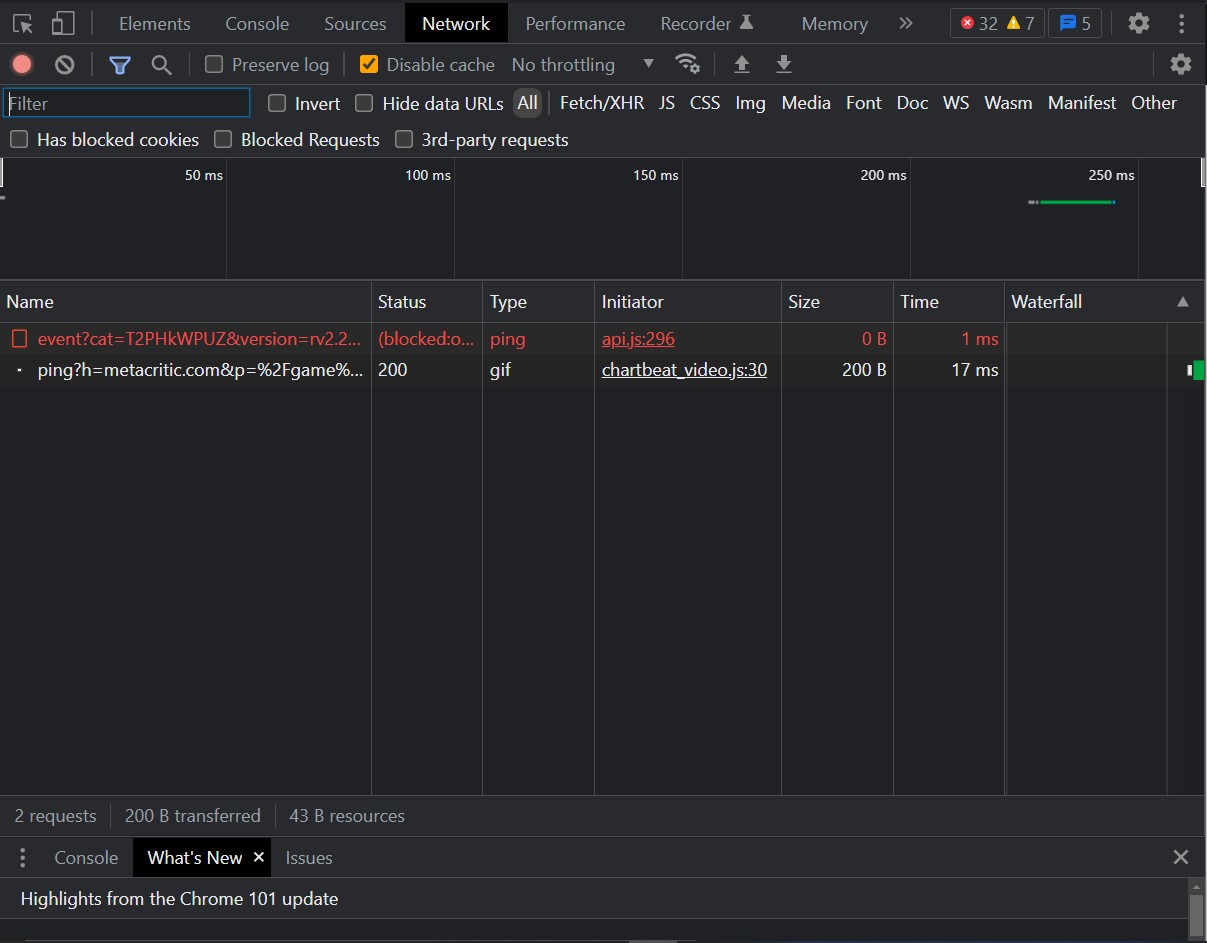 Elements Console Sources Network Performance Recorder Memory 32 7 5
Preserve log Disable cache No throttling
Filter Invert Hide data URLs All Fetch/XHR JS CSS Img Media Font Doc WS Wasm Manifest Other
Has blocked cookies Blocked Requests 3rd-party requests
50 ms 100 ms 150 ms 200 ms 250 ms
Name Status Type Initiator Size Time Waterfall
event?cat=T2PHkWPUZ&version=rv2.2... (blocked:o... ping api.js:296 0 B 1 ms
ping?h=metacritic.com&p=%2Fgame%... 200 gif chartbeat_video.js:30 200 B 17 ms
2 requests 200 B transferred 43 B resources
Console What's New × Issues
Highlights from the Chrome 101 update